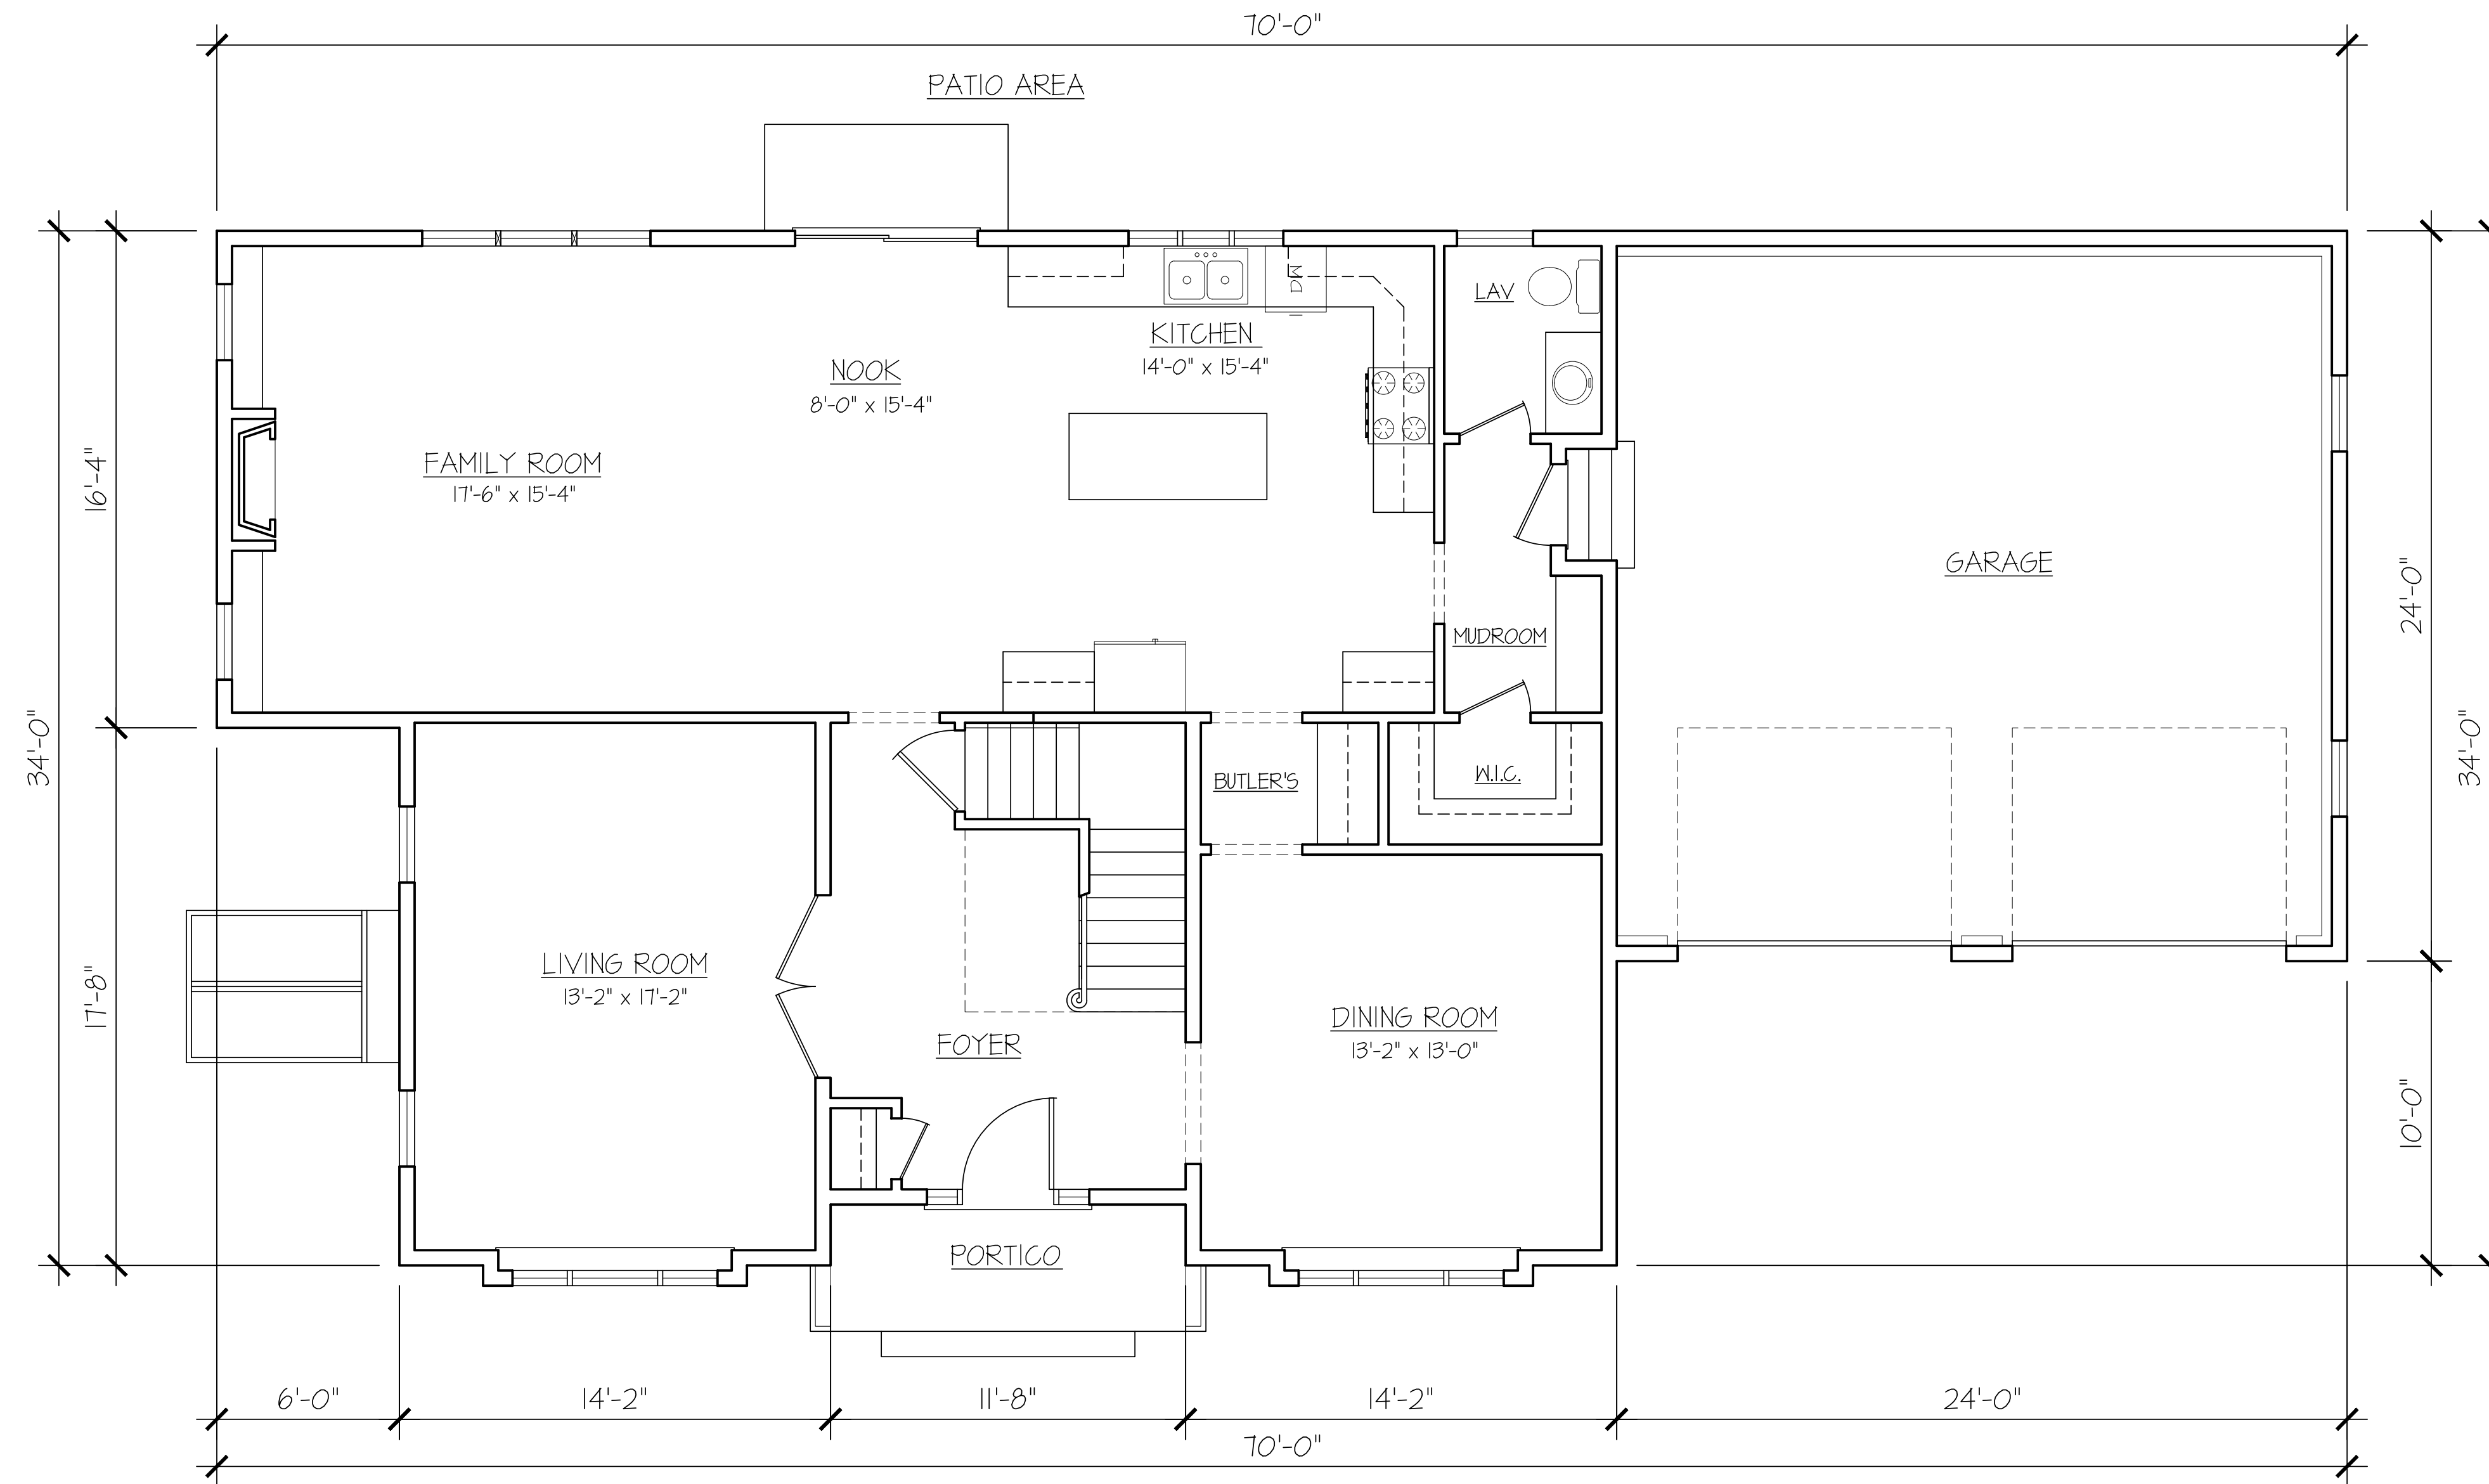 70'-0"
PATIO AREA
LAV
DW
KITCHEN
14'-0" x 15'-4"
NOOK
8'-0" x 15'-4"
FAMILY ROOM
17'-6" x 15'-4"
16'-4"
GARAGE
24'-0"
MUDROOM
34'-0"
34'-0"
BUTLER'S
W.I.C.
LIVING ROOM
13'-2" x 17'-2"
17'-8"
DINING ROOM
13'-2" x 13'-0"
FOYER
10'-0"
PORTICO
6'-0"
14'-2"
11'-8"
14'-2"
24'-0"
70'-0"